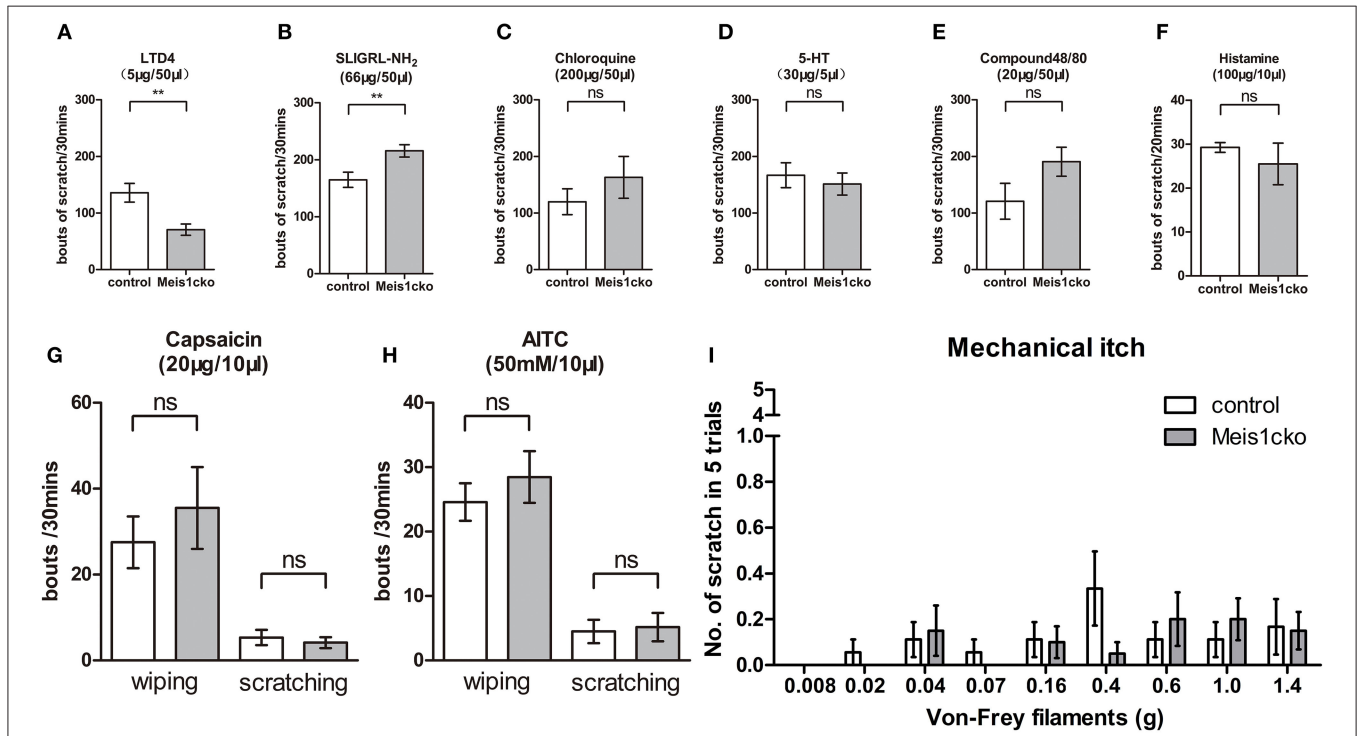 A
LTD4
(5µg/50µl)
**
300
200
100
0
bouts of scratch/30mins
control Meis1cko
B
SLIGRL-NH₂
(66µg/50µl)
**
300
200
100
0
bouts of scratch/30mins
control Meis1cko
C
Chloroquine
(200µg/50µl)
ns
300
200
100
0
bouts of scratch/30mins
control Meis1cko
D
5-HT
(30µg/5µl)
ns
300
200
100
0
bouts of scratch/30mins
control Meis1cko
E
Compound48/80
(20µg/50µl)
ns
300
200
100
0
bouts of scratch/30mins
control Meis1cko
F
Histamine
(100µg/10µl)
ns
40
30
20
10
0
bouts of scratch/20mins
control Meis1cko
G
Capsaicin
(20µg/10µl)
ns
ns
60
40
20
0
bouts /30mins
wiping scratching
H
AITC
(50mM/10µl)
ns
ns
40
30
20
10
0
bouts /30mins
wiping scratching
I
Mechanical itch
control
Meis1cko
5
4
1.0
0.8
0.6
0.4
0.2
0.0
No. of scratch in 5 trials
0.008 0.02 0.04 0.07 0.16 0.4 0.6 1.0 1.4
Von-Frey filaments (g)